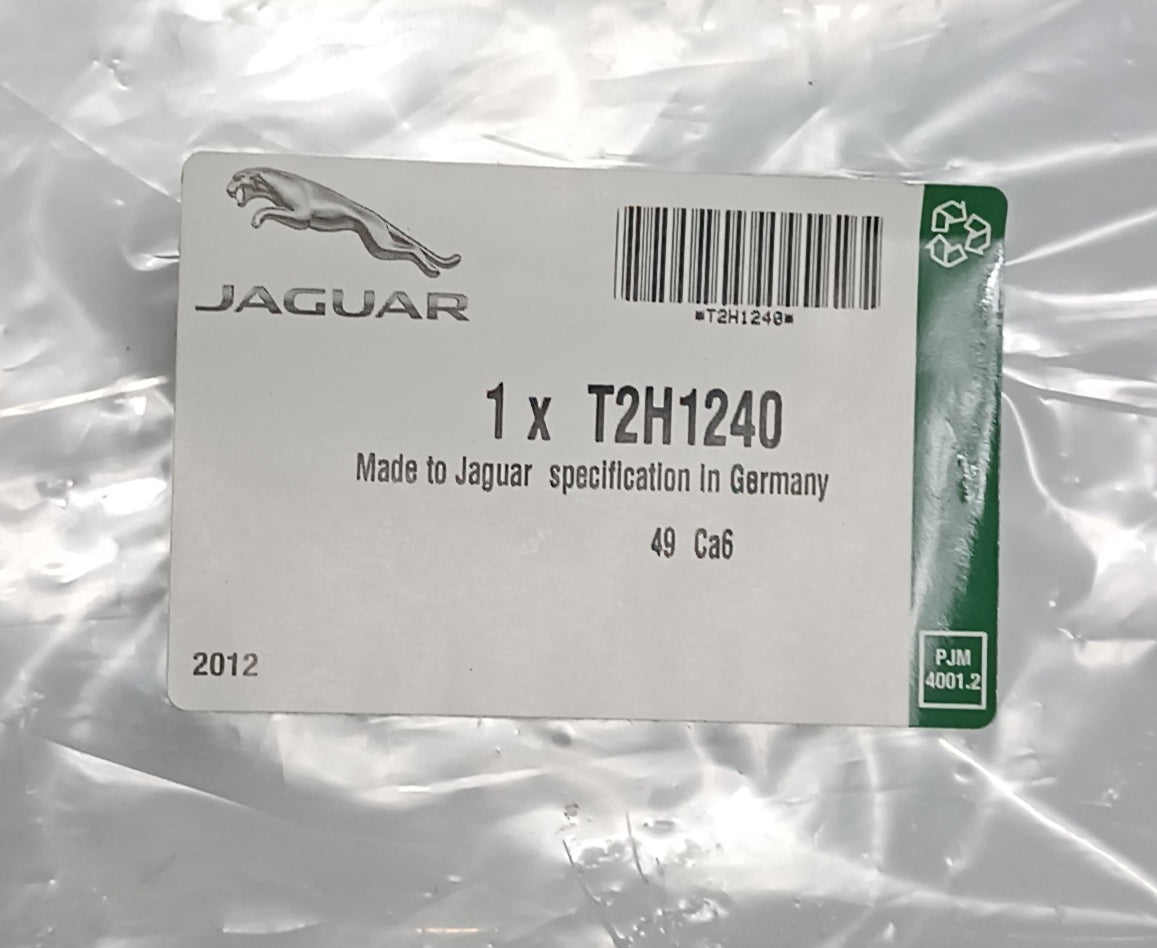 JAGUAR
*T2H1240*
1 x T2H1240
Made to Jaguar specification in Germany
49 Ca6
2012
PJM
4001.2